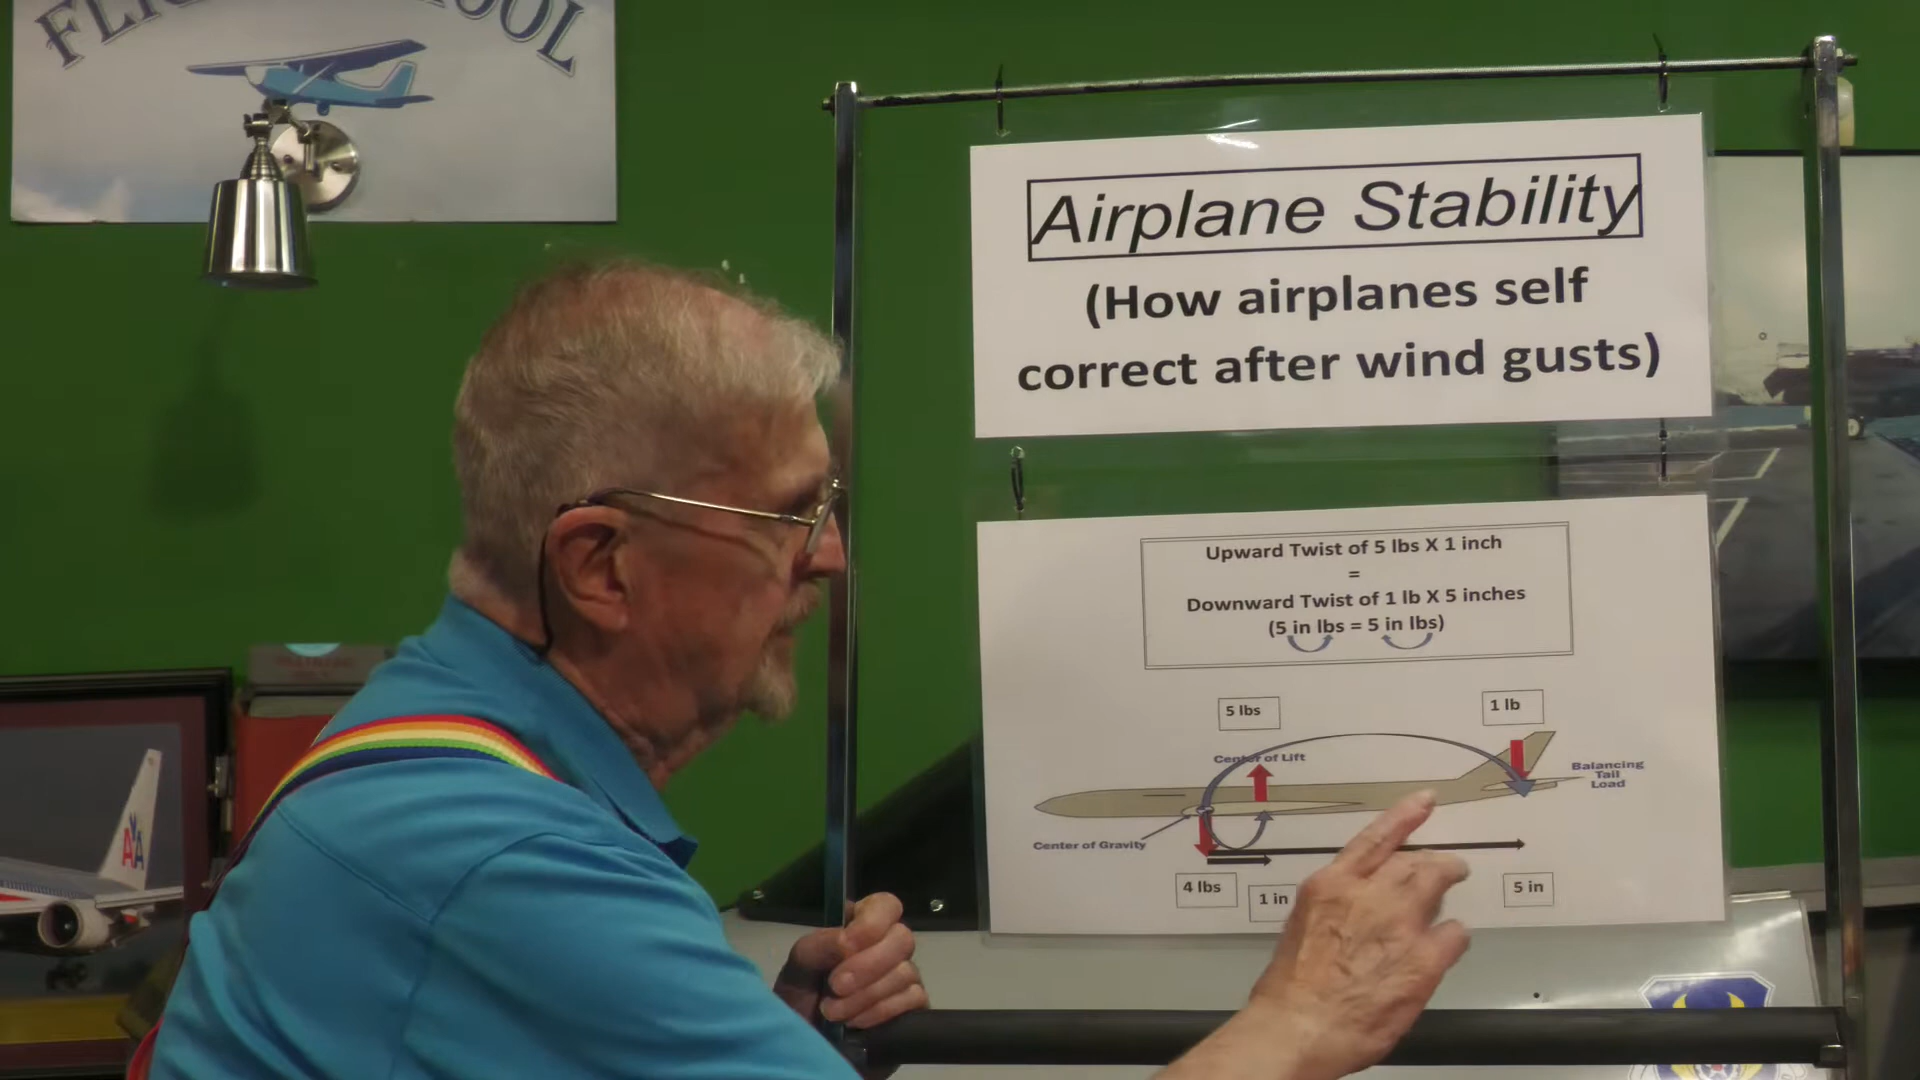 Airplane Stability
(How airplanes self
correct after wind gusts)
Upward Twist of 5 lbs X 1 inch
=
Downward Twist of 1 lb X 5 inches
(5 in lbs = 5 in lbs)
5 lbs
1 lb
Center of Lift
Balancing
Tail
Load
Center of Gravity
4 lbs
1 in
5 in
AA